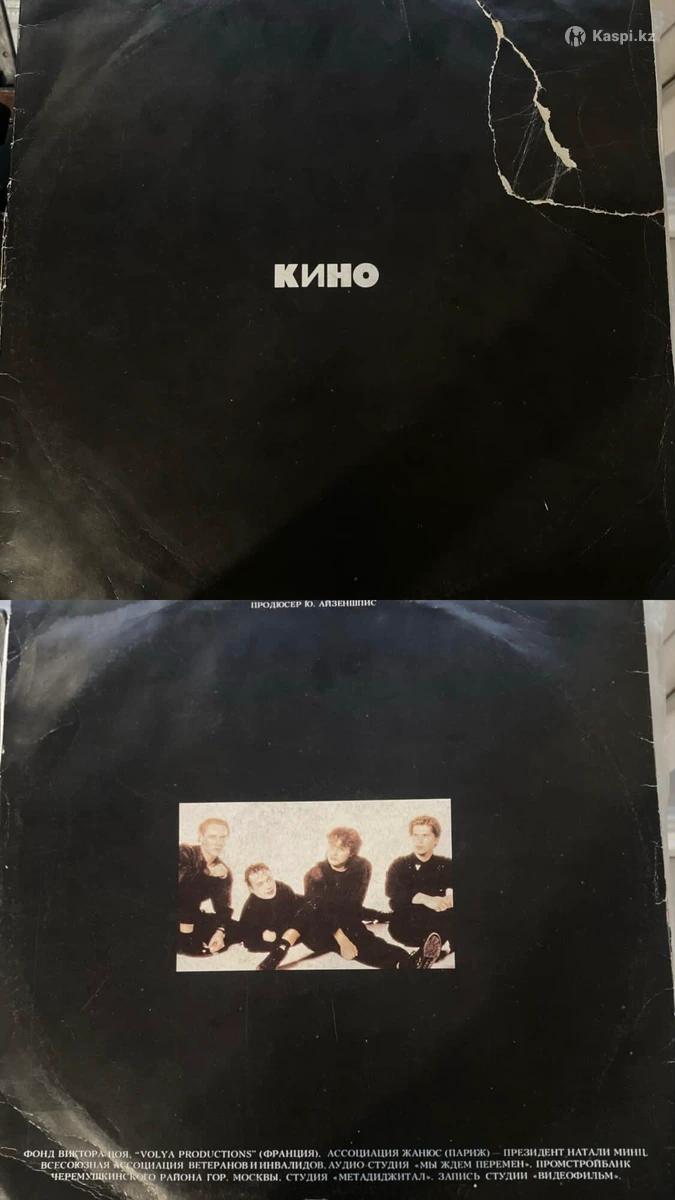 Kaspi.kz
КИНО
ПРОДЮСЕР Ю. АЙЗЕНШПИС
ФОНД ВИКТОРА ЦОЯ, "VOLYA PRODUCTIONS" (ФРАНЦИЯ), АССОЦИАЦИЯ ЖАНЮС (ПАРИЖ) — ПРЕЗИДЕНТ НАТАЛИ МИНЦ,
ВСЕСОЮЗНАЯ АССОЦИАЦИЯ ВЕТЕРАНОВ И ИНВАЛИДОВ, АУДИО-СТУДИЯ «МЫ ЖДЕМ ПЕРЕМЕН», ПРОМСТРОЙБАНК
ЧЕРЕМУШКИНСКОГО РАЙОНА ГОР. МОСКВЫ, СТУДИЯ «МЕТАДИДЖИТАЛ». ЗАПИСЬ СТУДИИ «ВИДЕОФИЛЬМ».